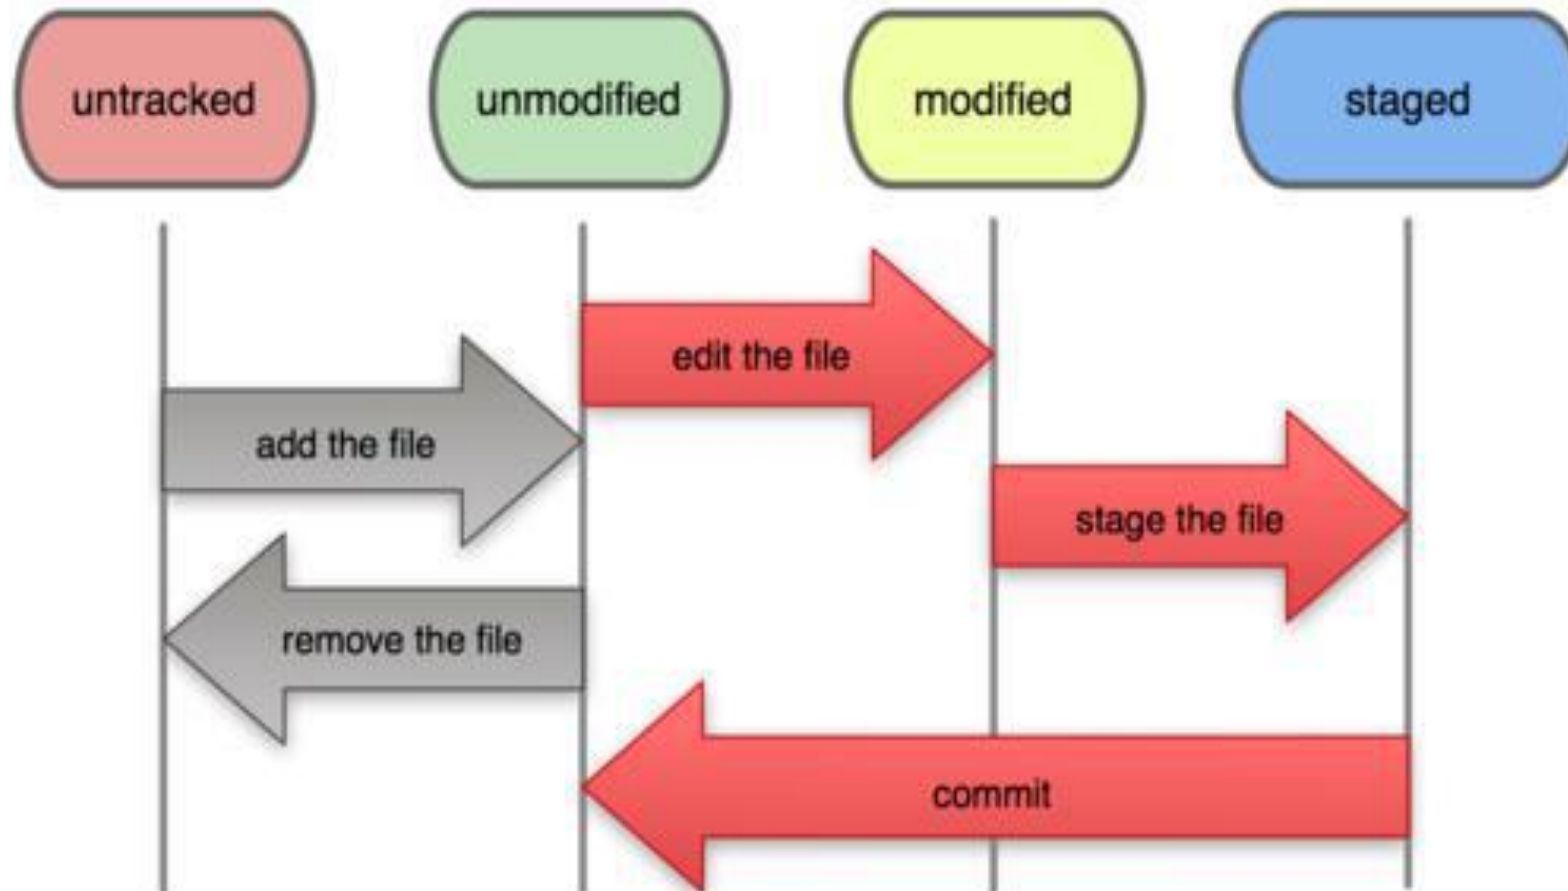 untracked
unmodified
modified
staged
edit the file
add the file
stage the file
remove the file
commit